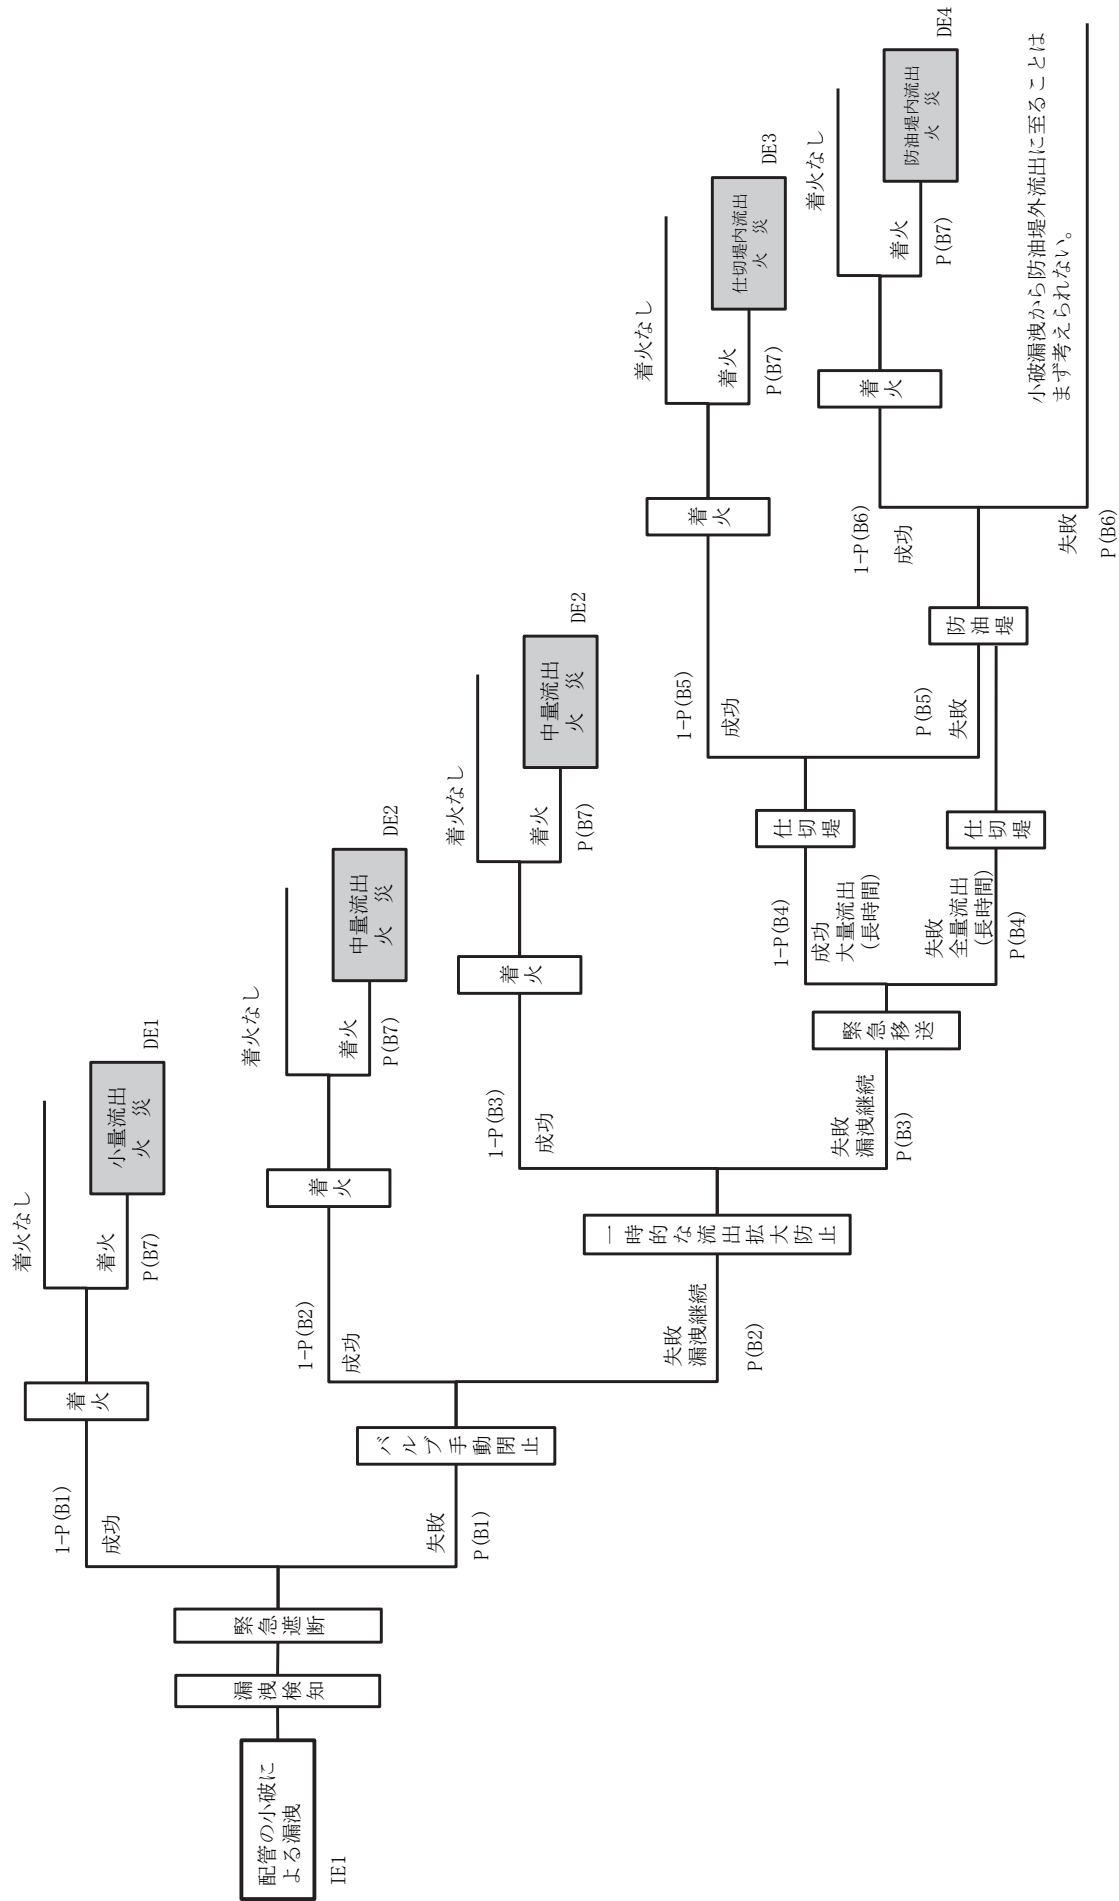 配管の小破に
よる漏洩
IE1
漏洩検知
緊急遮断
1-P(B1)
成功
着火
着火なし
着火
P(B7)
小量流出
火　災
DE1
失敗
P(B1)
バルブ手動閉止
1-P(B2)
成功
着火
着火なし
着火
P(B7)
中量流出
火　災
DE2
失敗
漏洩継続
P(B2)
一時的な流出拡大防止
1-P(B3)
成功
着火
着火なし
着火
P(B7)
中量流出
火　災
DE2
失敗
漏洩継続
P(B3)
緊急移送
1-P(B4)
成功
大量流出
(長時間)
仕切堤
1-P(B5)
成功
着火
着火なし
着火
P(B7)
仕切堤内流出
火　災
DE3
P(B5)
失敗
失敗
全量流出
(長時間)
P(B4)
仕切堤
防油堤
1-P(B6)
成功
着火
着火なし
着火
P(B7)
防油堤内流出
火　災
DE4
失敗
P(B6)
小破漏洩から防油堤外流出に至ることは
まず考えられない。